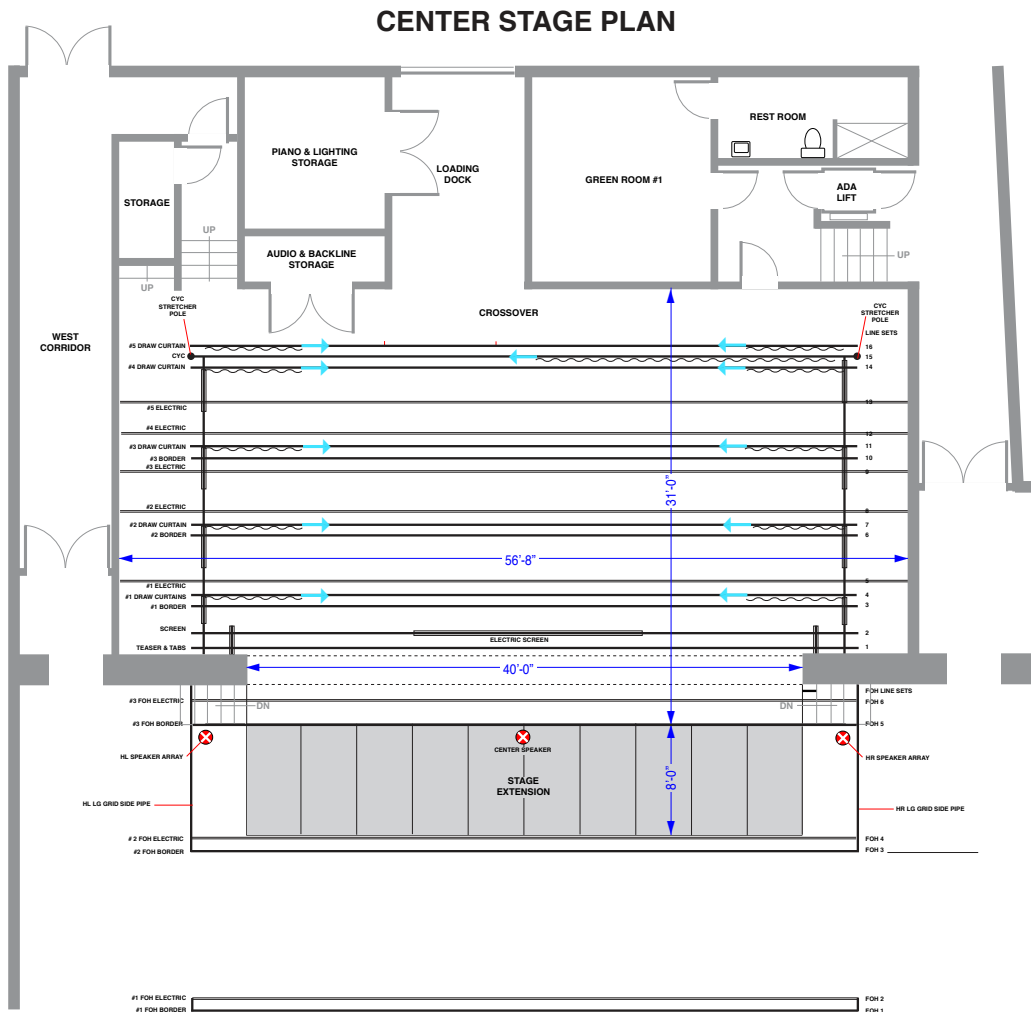 CENTER STAGE PLAN
REST ROOM
PIANO & LIGHTING
STORAGE
LOADING
DOCK
GREEN ROOM #1
ADA
LIFT
STORAGE
UP
AUDIO & BACKLINE
STORAGE
UP
UP
CYC
STRETCHER
POLE
CROSSOVER
CYC
STRETCHER
POLE
WEST
CORRIDOR
LINE SETS
#5 DRAW CURTAIN
16
CYC
15
#4 DRAW CURTAIN
14
#5 ELECTRIC
13
#4 ELECTRIC
12
#3 DRAW CURTAIN
11
#3 BORDER
10
#3 ELECTRIC
9
31'-0"
#2 ELECTRIC
8
#2 DRAW CURTAIN
7
#2 BORDER
6
56'-8"
#1 ELECTRIC
5
#1 DRAW CURTAINS
4
#1 BORDER
3
SCREEN
2
ELECTRIC SCREEN
TEASER & TABS
1
40'-0"
FOH LINE SETS
#3 FOH ELECTRIC
DN
DN
FOH 6
#3 FOH BORDER
FOH 5
CENTER SPEAKER
HL SPEAKER ARRAY
HR SPEAKER ARRAY
STAGE
EXTENSION
8'-0"
HL LG GRID SIDE PIPE
HR LG GRID SIDE PIPE
# 2 FOH ELECTRIC
FOH 4
#2 FOH BORDER
FOH 3
#1 FOH ELECTRIC
FOH 2
#1 FOH BORDER
FOH 1